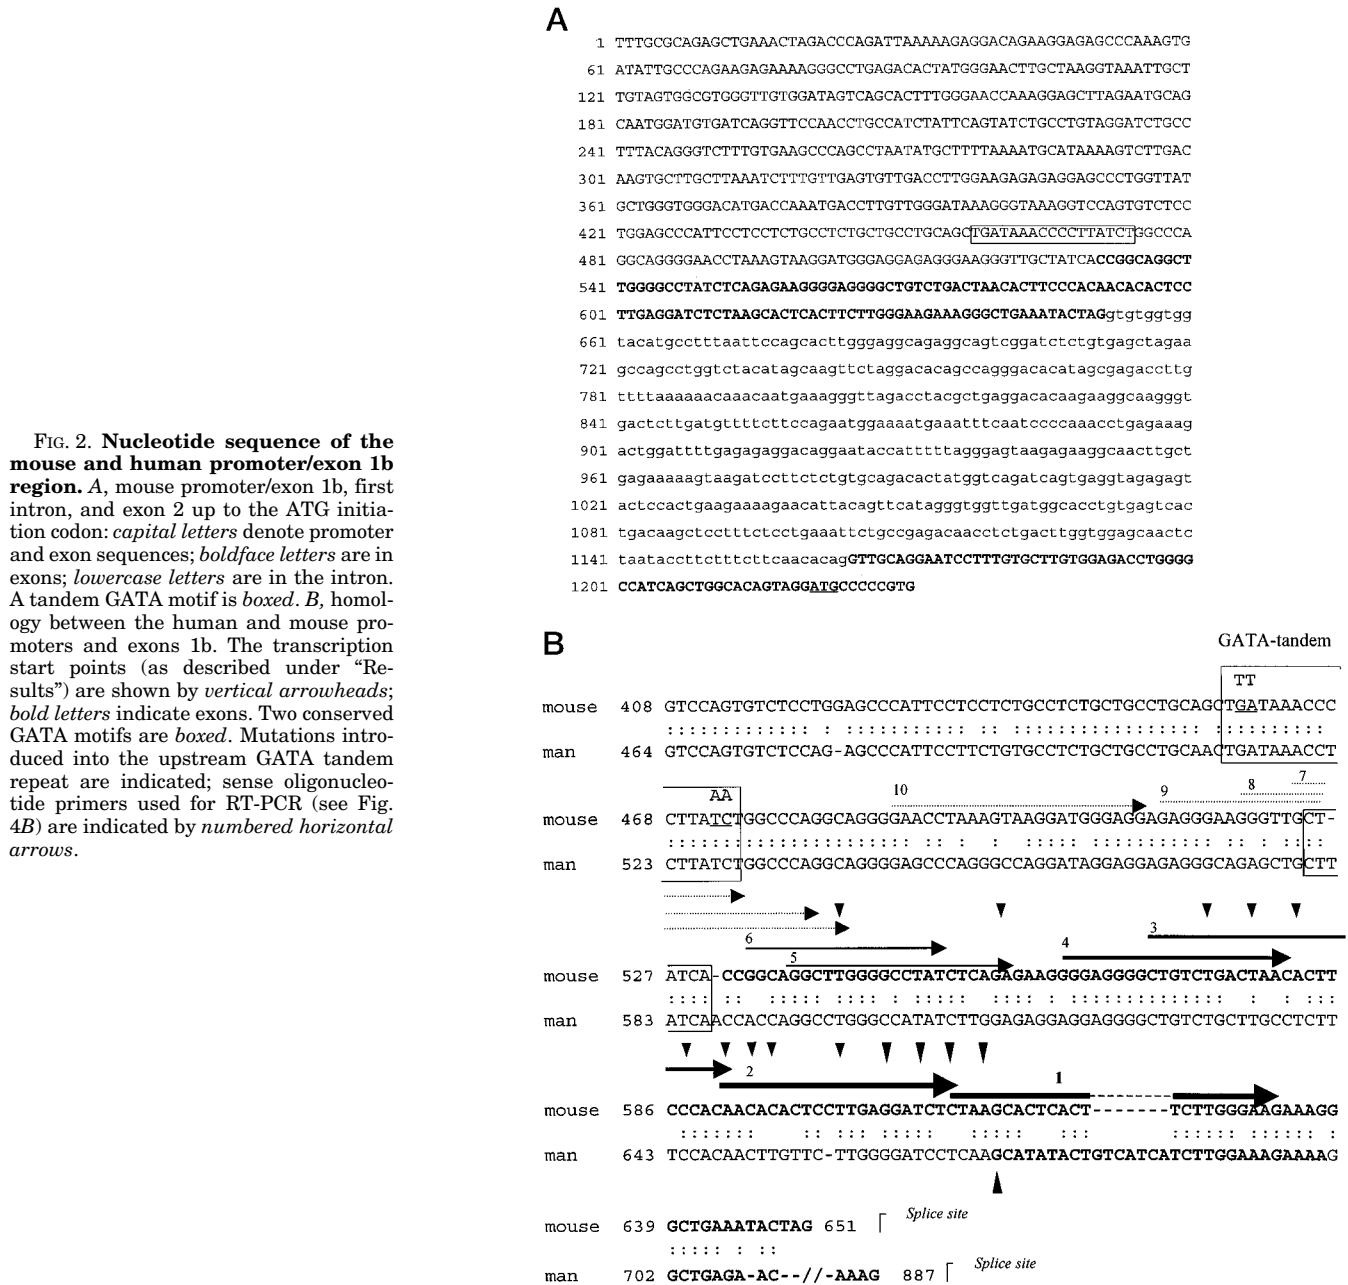 FIG. 2. Nucleotide sequence of the
mouse and human promoter/exon 1b
region. A, mouse promoter/exon 1b, first
intron, and exon 2 up to the ATG initia-
tion codon: capital letters denote promoter
and exon sequences; boldface letters are in
exons; lowercase letters are in the intron.
A tandem GATA motif is boxed. B, homol-
ogy between the human and mouse pro-
moters and exons 1b. The transcription
start points (as described under “Re-
sults”) are shown by vertical arrowheads;
bold letters indicate exons. Two conserved
GATA motifs are boxed. Mutations intro-
duced into the upstream GATA tandem
repeat are indicated; sense oligonucleo-
tide primers used for RT-PCR (see Fig.
4B) are indicated by numbered horizontal
arrows.
A
1 TTTGCGCAGAGCTGAAACTAGACCCAGATTAAAAAGAGGACAGAAGGAGAGCCCAAAGTG
61 ATATTGCCCAGAAGAGAAAAGGGCCTGAGACACTATGGGAACTTGCTAAGGTAAATTGCT
121 TGTAGTGGCGTGGGTTGTGGATAGTCAGCACTTTGGGAACCAAAGGAGCTTAGAATGCAG
181 CAATGGATGTGATCAGGTTCCAACCTGCCATCTATTCAGTATCTGCCTGTAGGATCTGCC
241 TTTACAGGGTCTTTGTGAAGCCCAGCCTAATATGCTTTTAAAATGCATAAAAGTCTTGAC
301 AAGTGCTTGCTTAAATCTTTGTTGAGTGTTGACCTTGGAAGAGAGAGGAGCCCTGGTTAT
361 GCTGGGTGGGACATGACCAAATGACCTTGTTGGGATAAAGGGTAAAGGTCCAGTGTCTCC
421 TGGAGCCCATTCCTCCTCTGCCTCTGCTGCCTGCAGCTGATAAACCCCTTATCTGGCCCA
481 GGCAGGGGAACCTAAAGTAAGGATGGGAGGAGAGGGAAGGGTTGCTATCACCGGCAGGCT
541 TGGGGCCTATCTCAGAGAAGGGGAGGGGCTGTCTGACTAACACTTCCCACAACACACTCC
601 TTGAGGATCTCTAAGCACTCACTTCTTGGGAAGAAAGGGCTGAAATACTAGgtgtggtgg
661 tacatgcctttaattccagcacttgggaggcagaggcagtcggatctctgtgagctagaa
721 gccagcctggtctacatagcaagttctaggacacagccagggacacatagcgagaccttg
781 ttttaaaaaacaaacaatgaaagggttagacctacgctgaggacacaagaaggcaagggt
841 gactcttgatgttttcttccagaatggaaaatgaaatttcaatccccaaacctgagaaag
901 actggattttgagagaggacaggaataccatttttagggagtaagagaaggcaacttgct
961 gagaaaaagtaagatccttctctgtgcagacactatggtcagatcagtgaggtagagagt
1021 actccactgaagaaaagaacattacagttcatagggtggttgatggcacctgtgagtcac
1081 tgacaagctcctttctcctgaaattctgccgagacaacctctgacttggtggagcaactc
1141 taataccttctttcttcaacacagGTTGCAGGAATCCTTTGTGCTTGTGGAGACCTGGGG
1201 CCATCAGCTGGCACAGTAGGATGCCCCCGTG
B
GATA-tandem
TT
mouse 408 GTCCAGTGTCTCCTGGAGCCCATTCCTCCTCTGCCTCTGCTGCCTGCAGCTGATAAACCC
man 464 GTCCAGTGTCTCCAG-AGCCCATTCCTTCTGTGCCTCTGCTGCCTGCAACTGATAAACCT
AA 10 9 8 7
mouse 468 CTTATCTGGCCCAGGCAGGGGAACCTAAAGTAAGGATGGGAGGAGAGGGAAGGGTTGCT-
man 523 CTTATCTGGCCCAGGCAGGGGAGCCCAGGGCCAGGATAGGAGGAGAGGGCAGAGCTGCTT
6 5 4 3
mouse 527 ATCA-CCGGCAGGCTTGGGGCCTATCTCAGAGAAGGGGAGGGGCTGTCTGACTAACACTT
man 583 ATCAACCACCAGGCCTGGGCCATATCTTGGAGAGGAGGAGGGGCTGTCTGCTTGCCTCTT
2 1
mouse 586 CCCACAACACACTCCTTGAGGATCTCTAAGCACTCACT------TCTTGGGAAGAAAGG
man 643 TCCACAACTTGTTC-TTGGGGATCCTCAAGCATATACTGTCATCATCTTGGAAAGAAAAG
mouse 639 GCTGAAATACTAG 651 Splice site
man 702 GCTGAGA-AC--//-AAAG 887 Splice site